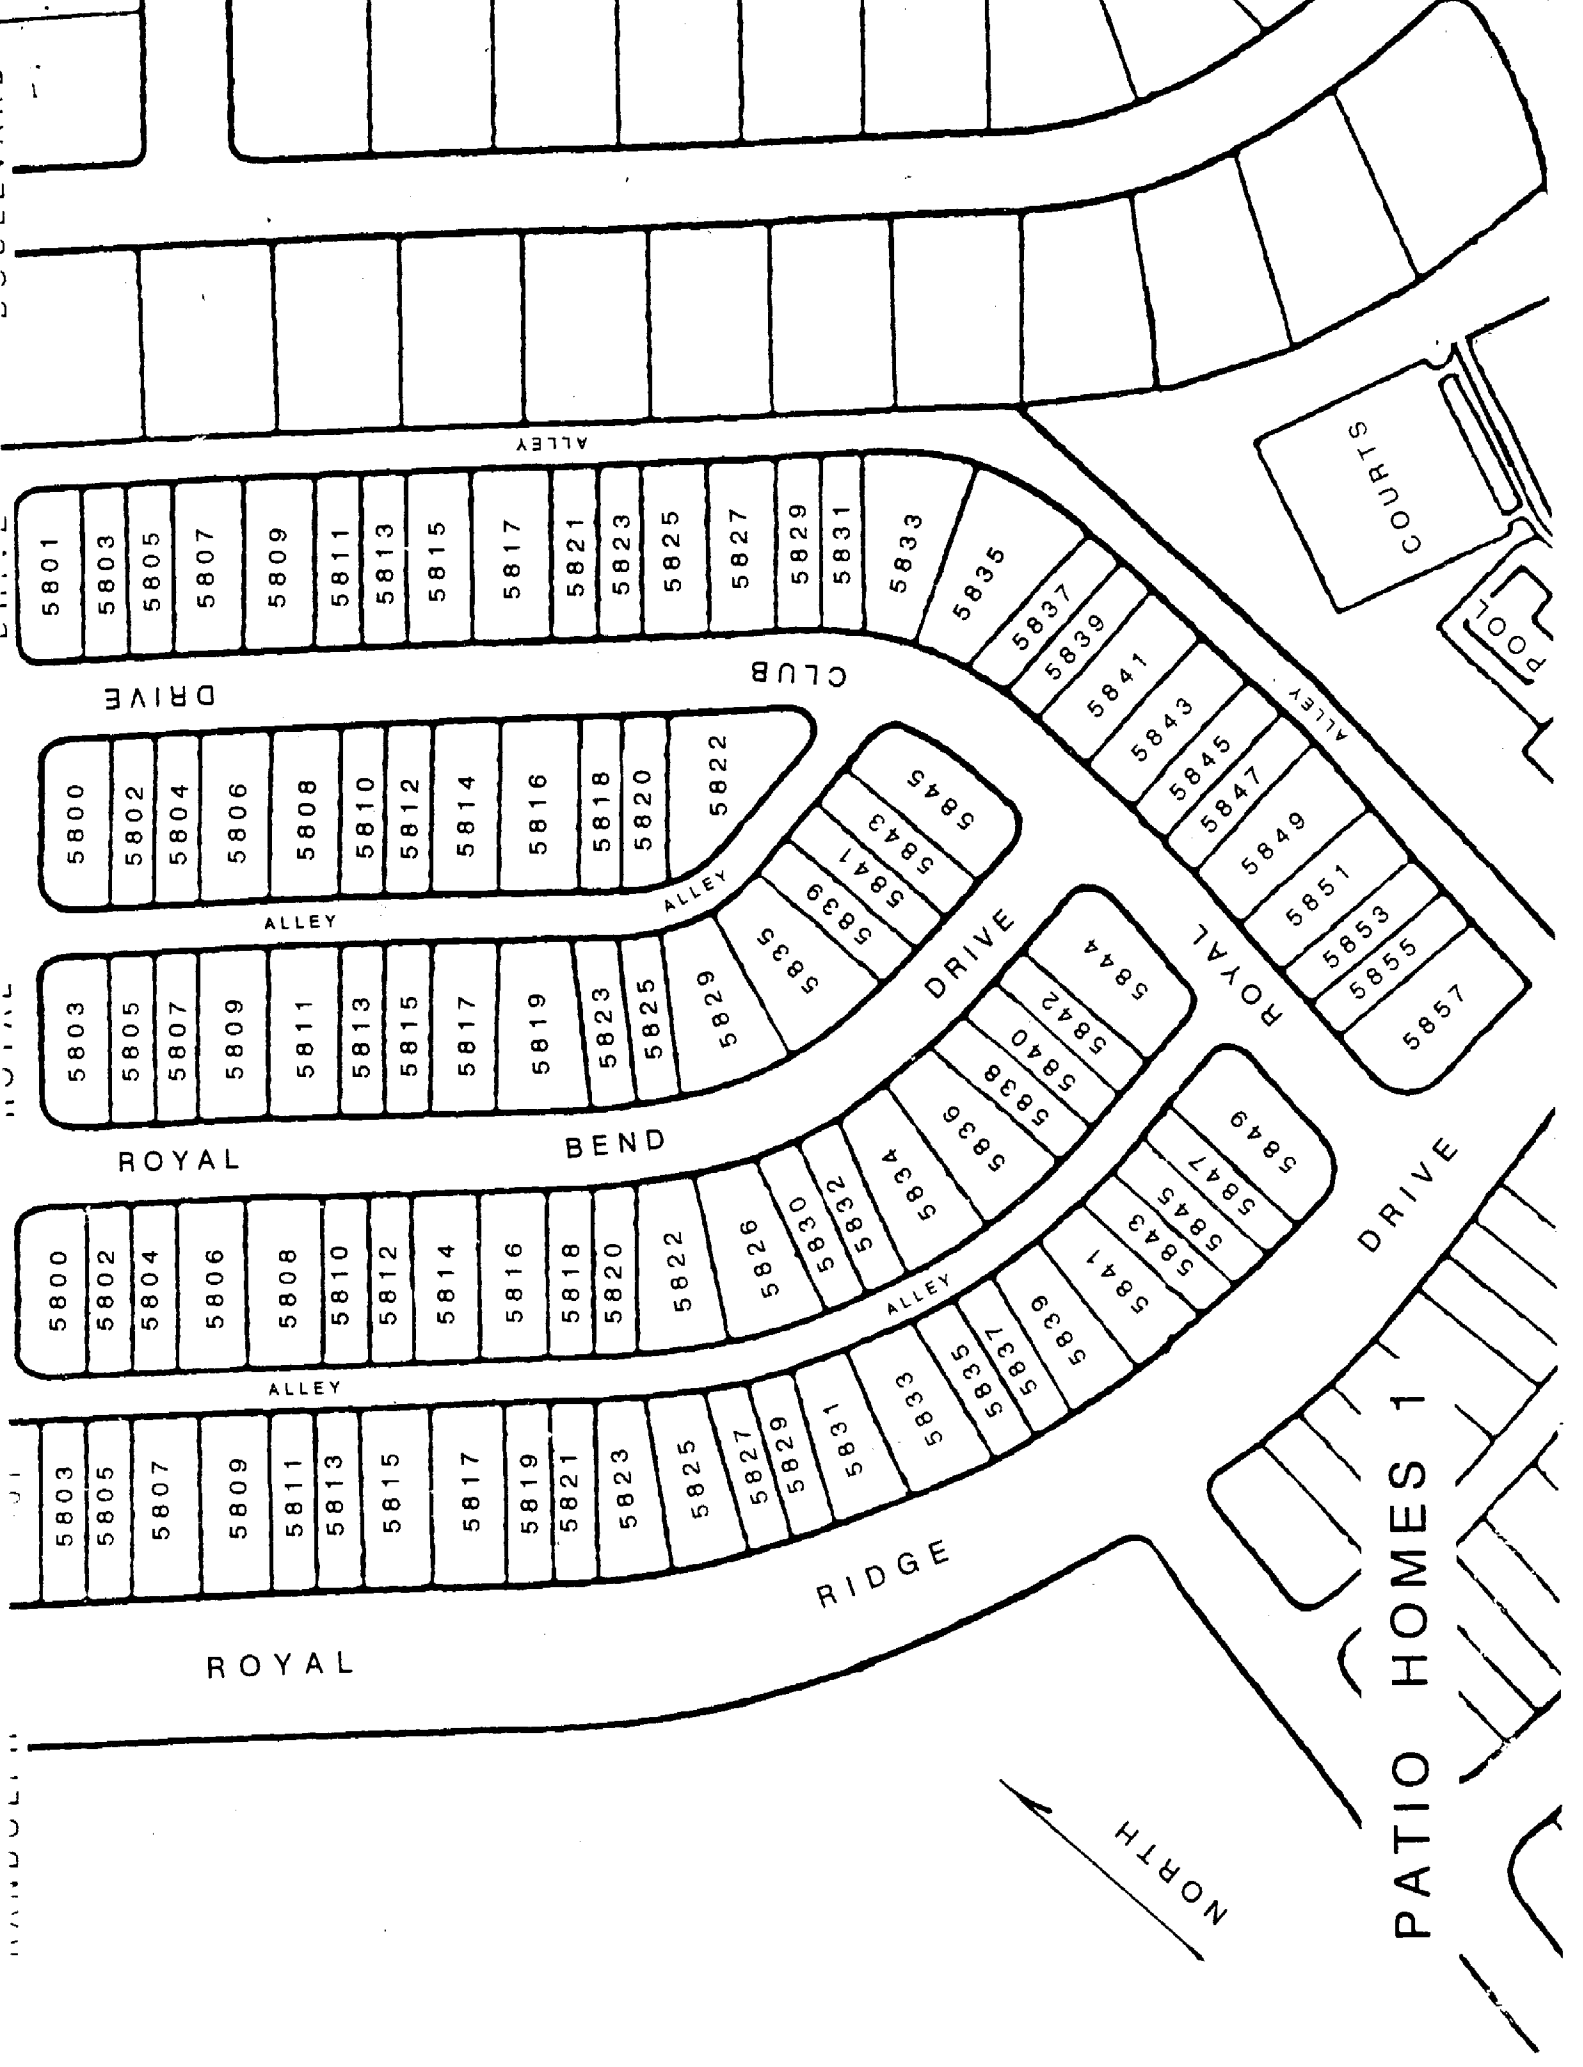 ALLEY
COURTS
POOL
5801 5803 5805 5807 5809 5811 5813 5815 5817 5821 5823 5825 5827 5829 5831 5833 5835 5837 5839 5841 5843 5845 5847 5849 5851 5853 5855 5857
ALLEY
ROYAL CLUB DRIVE
5800 5802 5804 5806 5808 5810 5812 5814 5816 5818 5820 5822
ALLEY ALLEY
5803 5805 5807 5809 5811 5813 5815 5817 5819 5823 5825 5829 5835 5839 5841 5843 5845
ROYAL BEND DRIVE
5800 5802 5804 5806 5808 5810 5812 5814 5816 5818 5820 5822 5826 5830 5832 5834 5836 5838 5840 5842 5844
ALLEY ALLEY
5803 5805 5807 5809 5811 5813 5815 5817 5819 5821 5823 5825 5827 5829 5831 5833 5835 5837 5839 5841 5843 5845 5847 5849
ROYAL RIDGE DRIVE
NORTH
PATIO HOMES 1